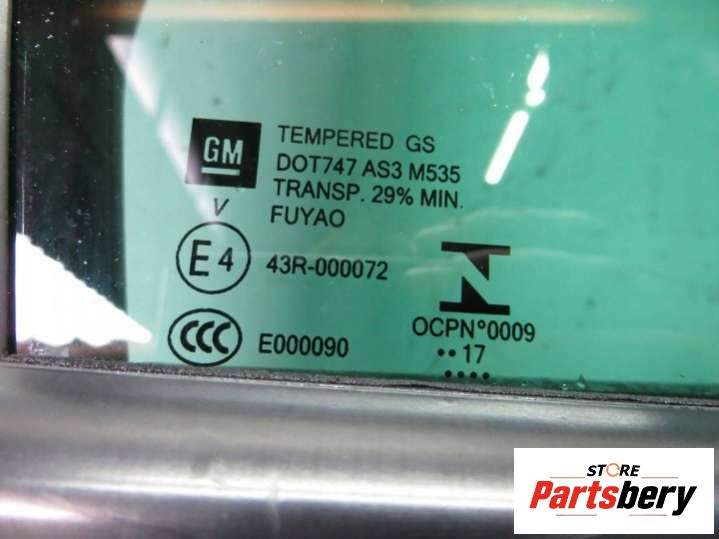 GM
TEMPERED GS
DOT747 AS3 M535
TRANSP. 29% MIN.
V
FUYAO
E4
43R-000072
CCC
E000090
OCPN°0009
••17
••••
STORE
Partsbery